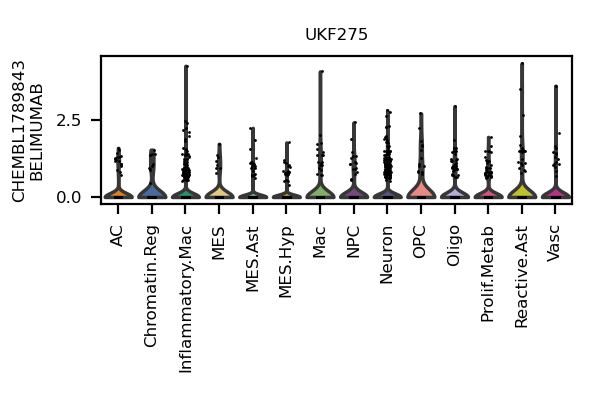 UKF275
CHEMBL1789843
BELIMUMAB
2.5
0.0
AC
Chromatin.Reg
Inflammatory.Mac
MES
MES.Ast
MES.Hyp
Mac
NPC
Neuron
OPC
Oligo
Prolif.Metab
Reactive.Ast
Vasc